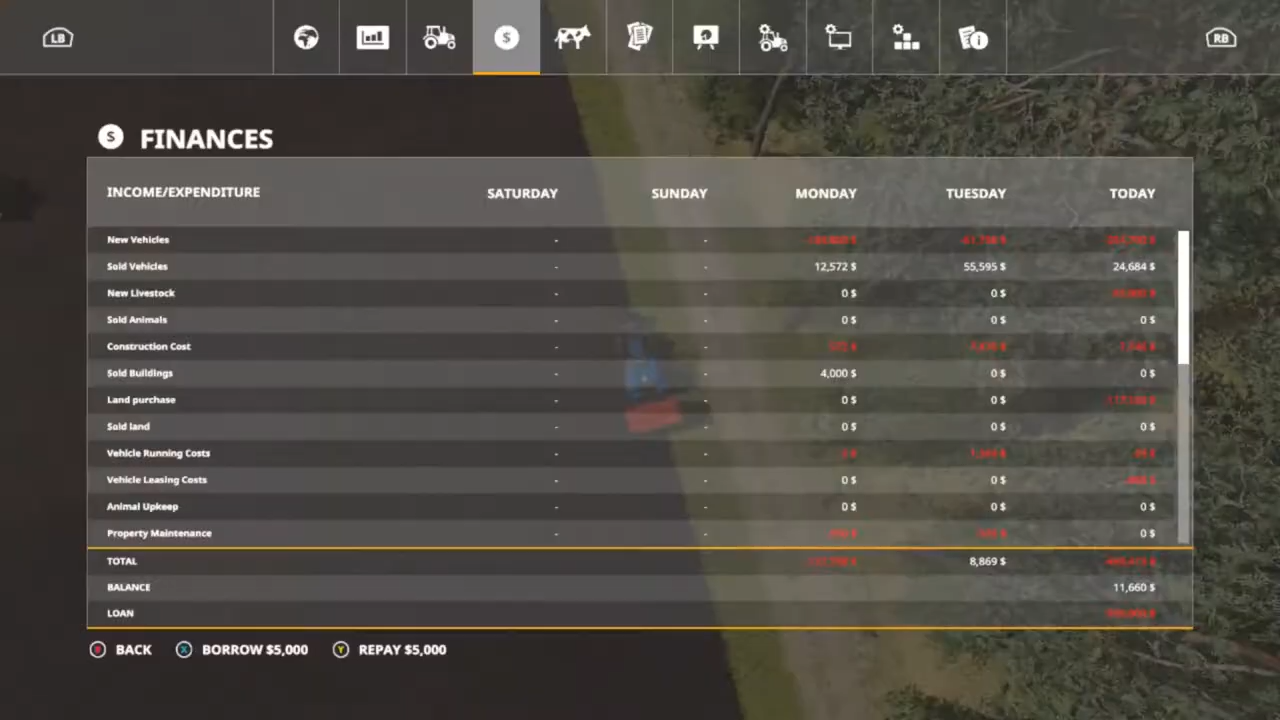 LB
RB
$ FINANCES
INCOME/EXPENDITURE SATURDAY SUNDAY MONDAY TUESDAY TODAY
New Vehicles - -
Sold Vehicles - - 12,572 $ 55,595 $ 24,684 $
New Livestock - - 0 $ 0 $
Sold Animals - - 0 $ 0 $ 0 $
Construction Cost - -
Sold Buildings - - 4,000 $ 0 $ 0 $
Land purchase - - 0 $ 0 $
Sold land - - 0 $ 0 $ 0 $
Vehicle Running Costs - -
Vehicle Leasing Costs - - 0 $ 0 $
Animal Upkeep - - 0 $ 0 $ 0 $
Property Maintenance - - 0 $
TOTAL 8,869 $
BALANCE 11,660 $
LOAN
BACK X BORROW $5,000 Y REPAY $5,000